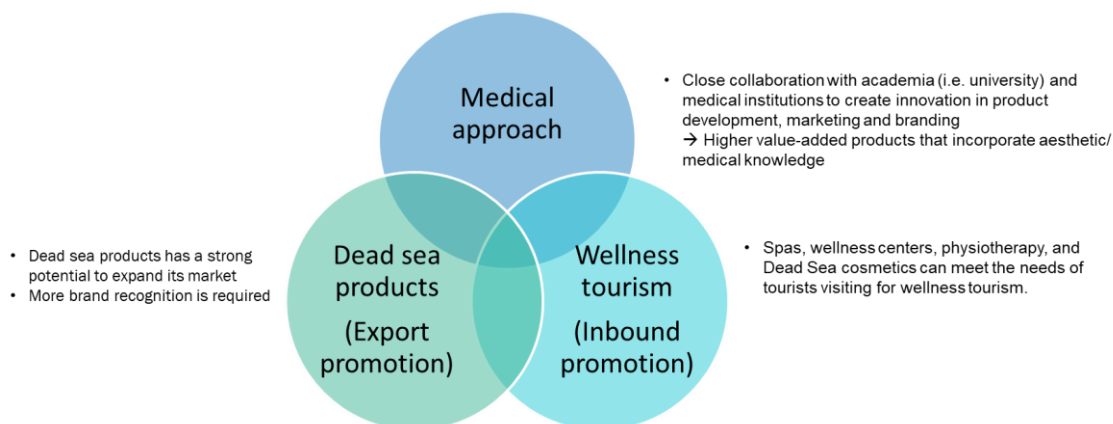 Medical
approach
• Close collaboration with academia (i.e. university) and
medical institutions to create innovation in product
development, marketing and branding
→ Higher value-added products that incorporate aesthetic/
medical knowledge
• Dead sea products has a strong
potential to expand its market
• More brand recognition is required
Dead sea
products
(Export
promotion)
Wellness
tourism
(Inbound
promotion)
• Spas, wellness centers, physiotherapy, and
Dead Sea cosmetics can meet the needs of
tourists visiting for wellness tourism.